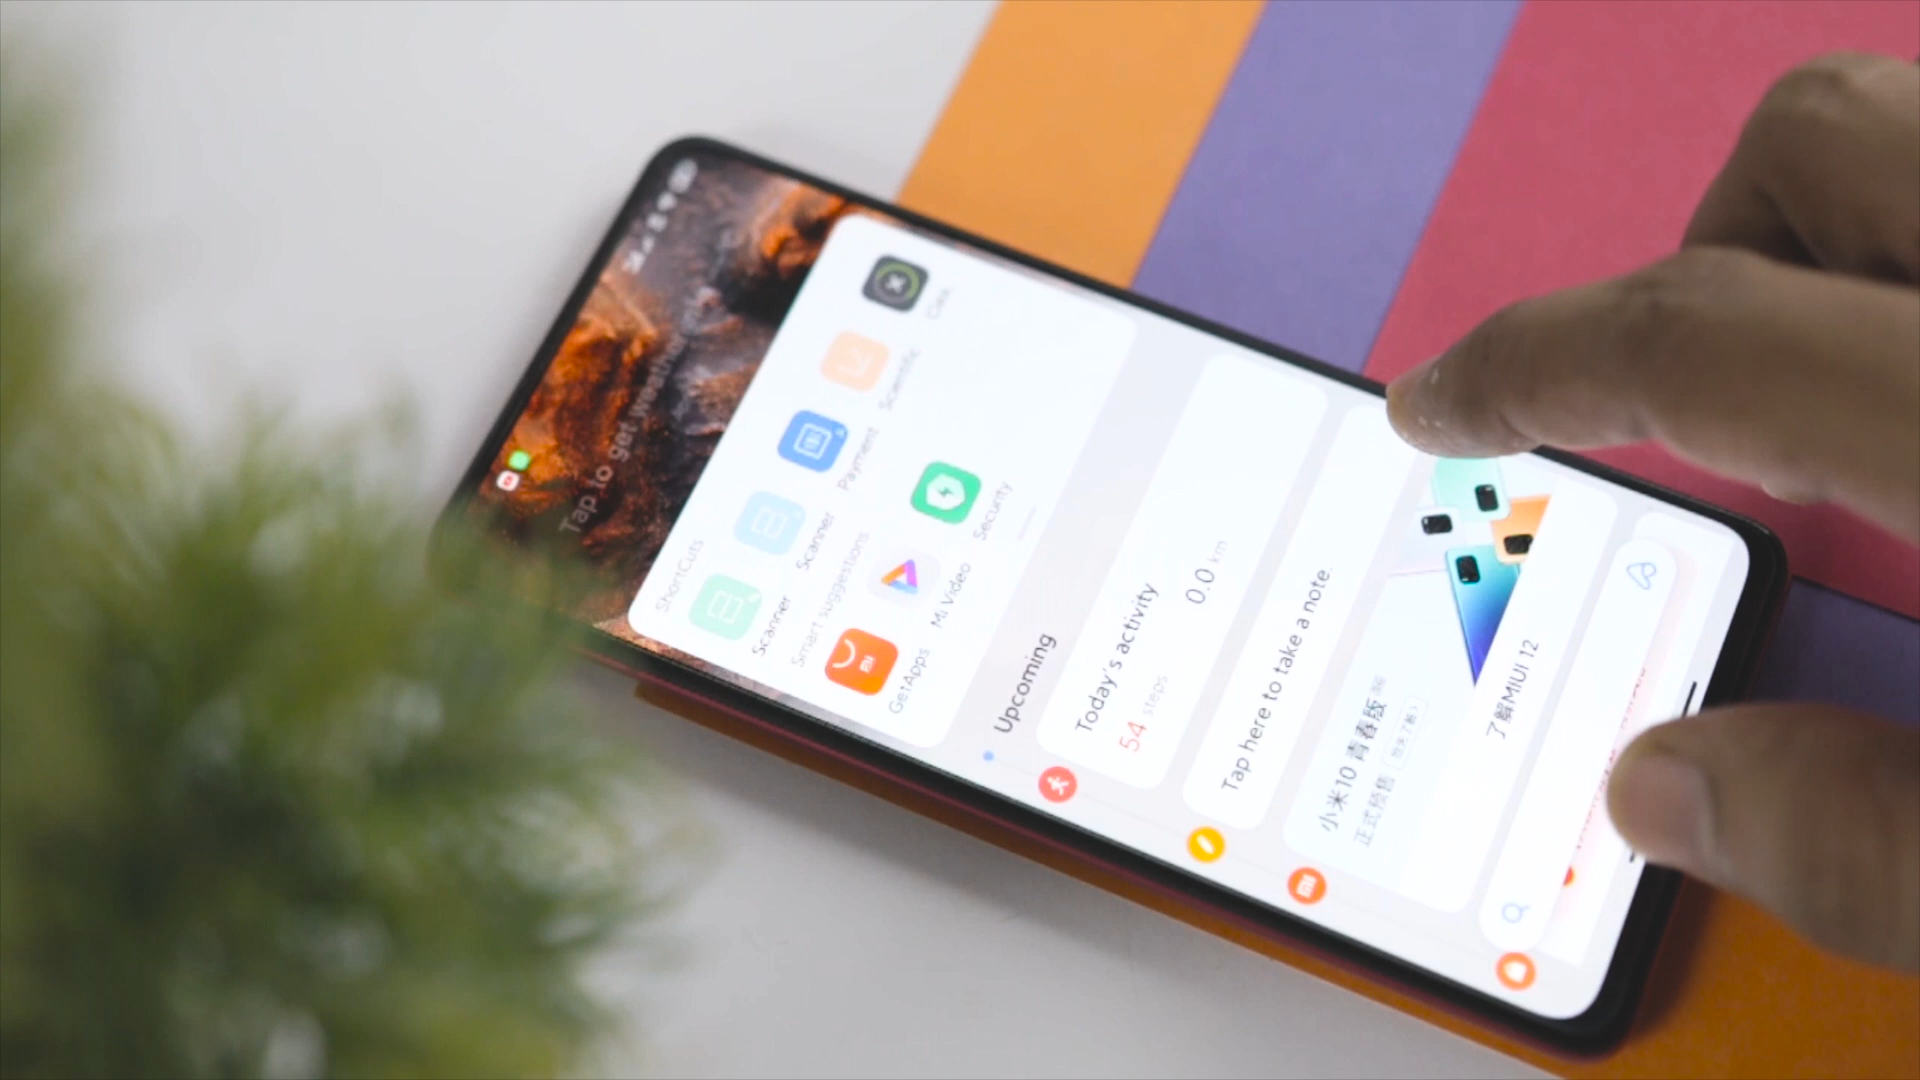 Tap to get weather
ShortCuts
Scanner
Scanner
Payment
Scientific
Smart suggestions
GetApps
Mi Video
Security
Upcoming
Today's activity
54 steps
0.0 km
Tap here to take a note.
小米10 青春版 5G
正式预售
了解MIUI 12